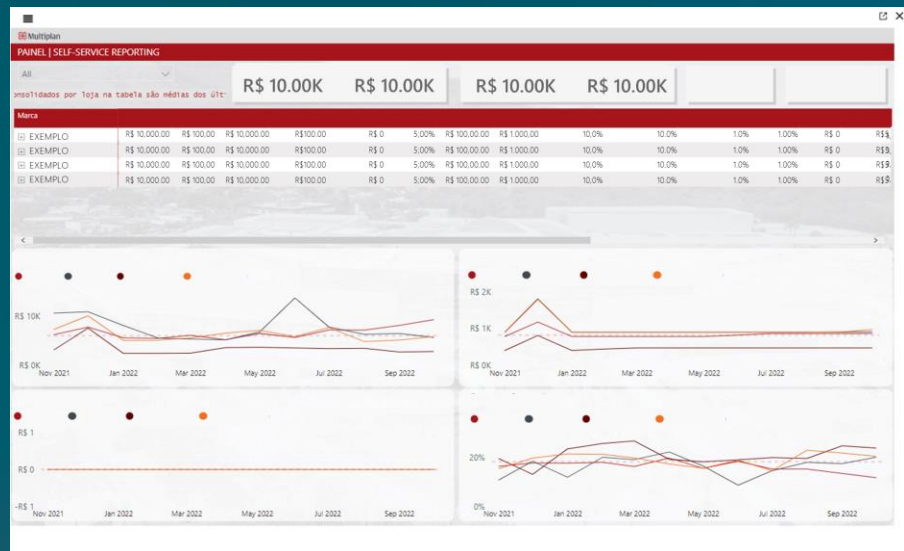 Multiplan
PAINEL | SELF-SERVICE REPORTING
All
R$ 10.00K R$ 10.00K R$ 10.00K R$ 10.00K
onsolidados por loja na tabela são médias dos últ
Marca
EXEMPLO R$ 10,000.00 R$ 100,00 R$ 10,000.00 R$100.00 R$ 0 5,00% R$ 100,00.00 R$ 1.000,00 10,0% 10.0% 1.0% 1.00% R$ 0 R$
EXEMPLO R$ 10,000.00 R$ 100,00 R$ 10,000.00 R$100.00 R$ 0 5,00% R$ 100,00.00 R$ 1.000,00 10,0% 10.0% 1.0% 1.00% R$ 0 R$
EXEMPLO R$ 10,000.00 R$ 100,00 R$ 10,000.00 R$100.00 R$ 0 5,00% R$ 100,00.00 R$ 1.000,00 10,0% 10.0% 1.0% 1.00% R$ 0 R$
EXEMPLO R$ 10,000.00 R$ 100,00 R$ 10,000.00 R$100.00 R$ 0 5,00% R$ 100,00.00 R$ 1.000,00 10,0% 10.0% 1.0% 1.00% R$ 0 R$
R$ 10K
R$ 0K
Nov 2021 Jan 2022 Mar 2022 May 2022 Jul 2022 Sep 2022
R$ 2K
R$ 1K
R$ 0K
Nov 2021 Jan 2022 Mar 2022 May 2022 Jul 2022 Sep 2022
R$ 1
R$ 0
-R$ 1
Nov 2021 Jan 2022 Mar 2022 May 2022 Jul 2022 Sep 2022
20%
0%
Nov 2021 Jan 2022 Mar 2022 May 2022 Jul 2022 Sep 2022